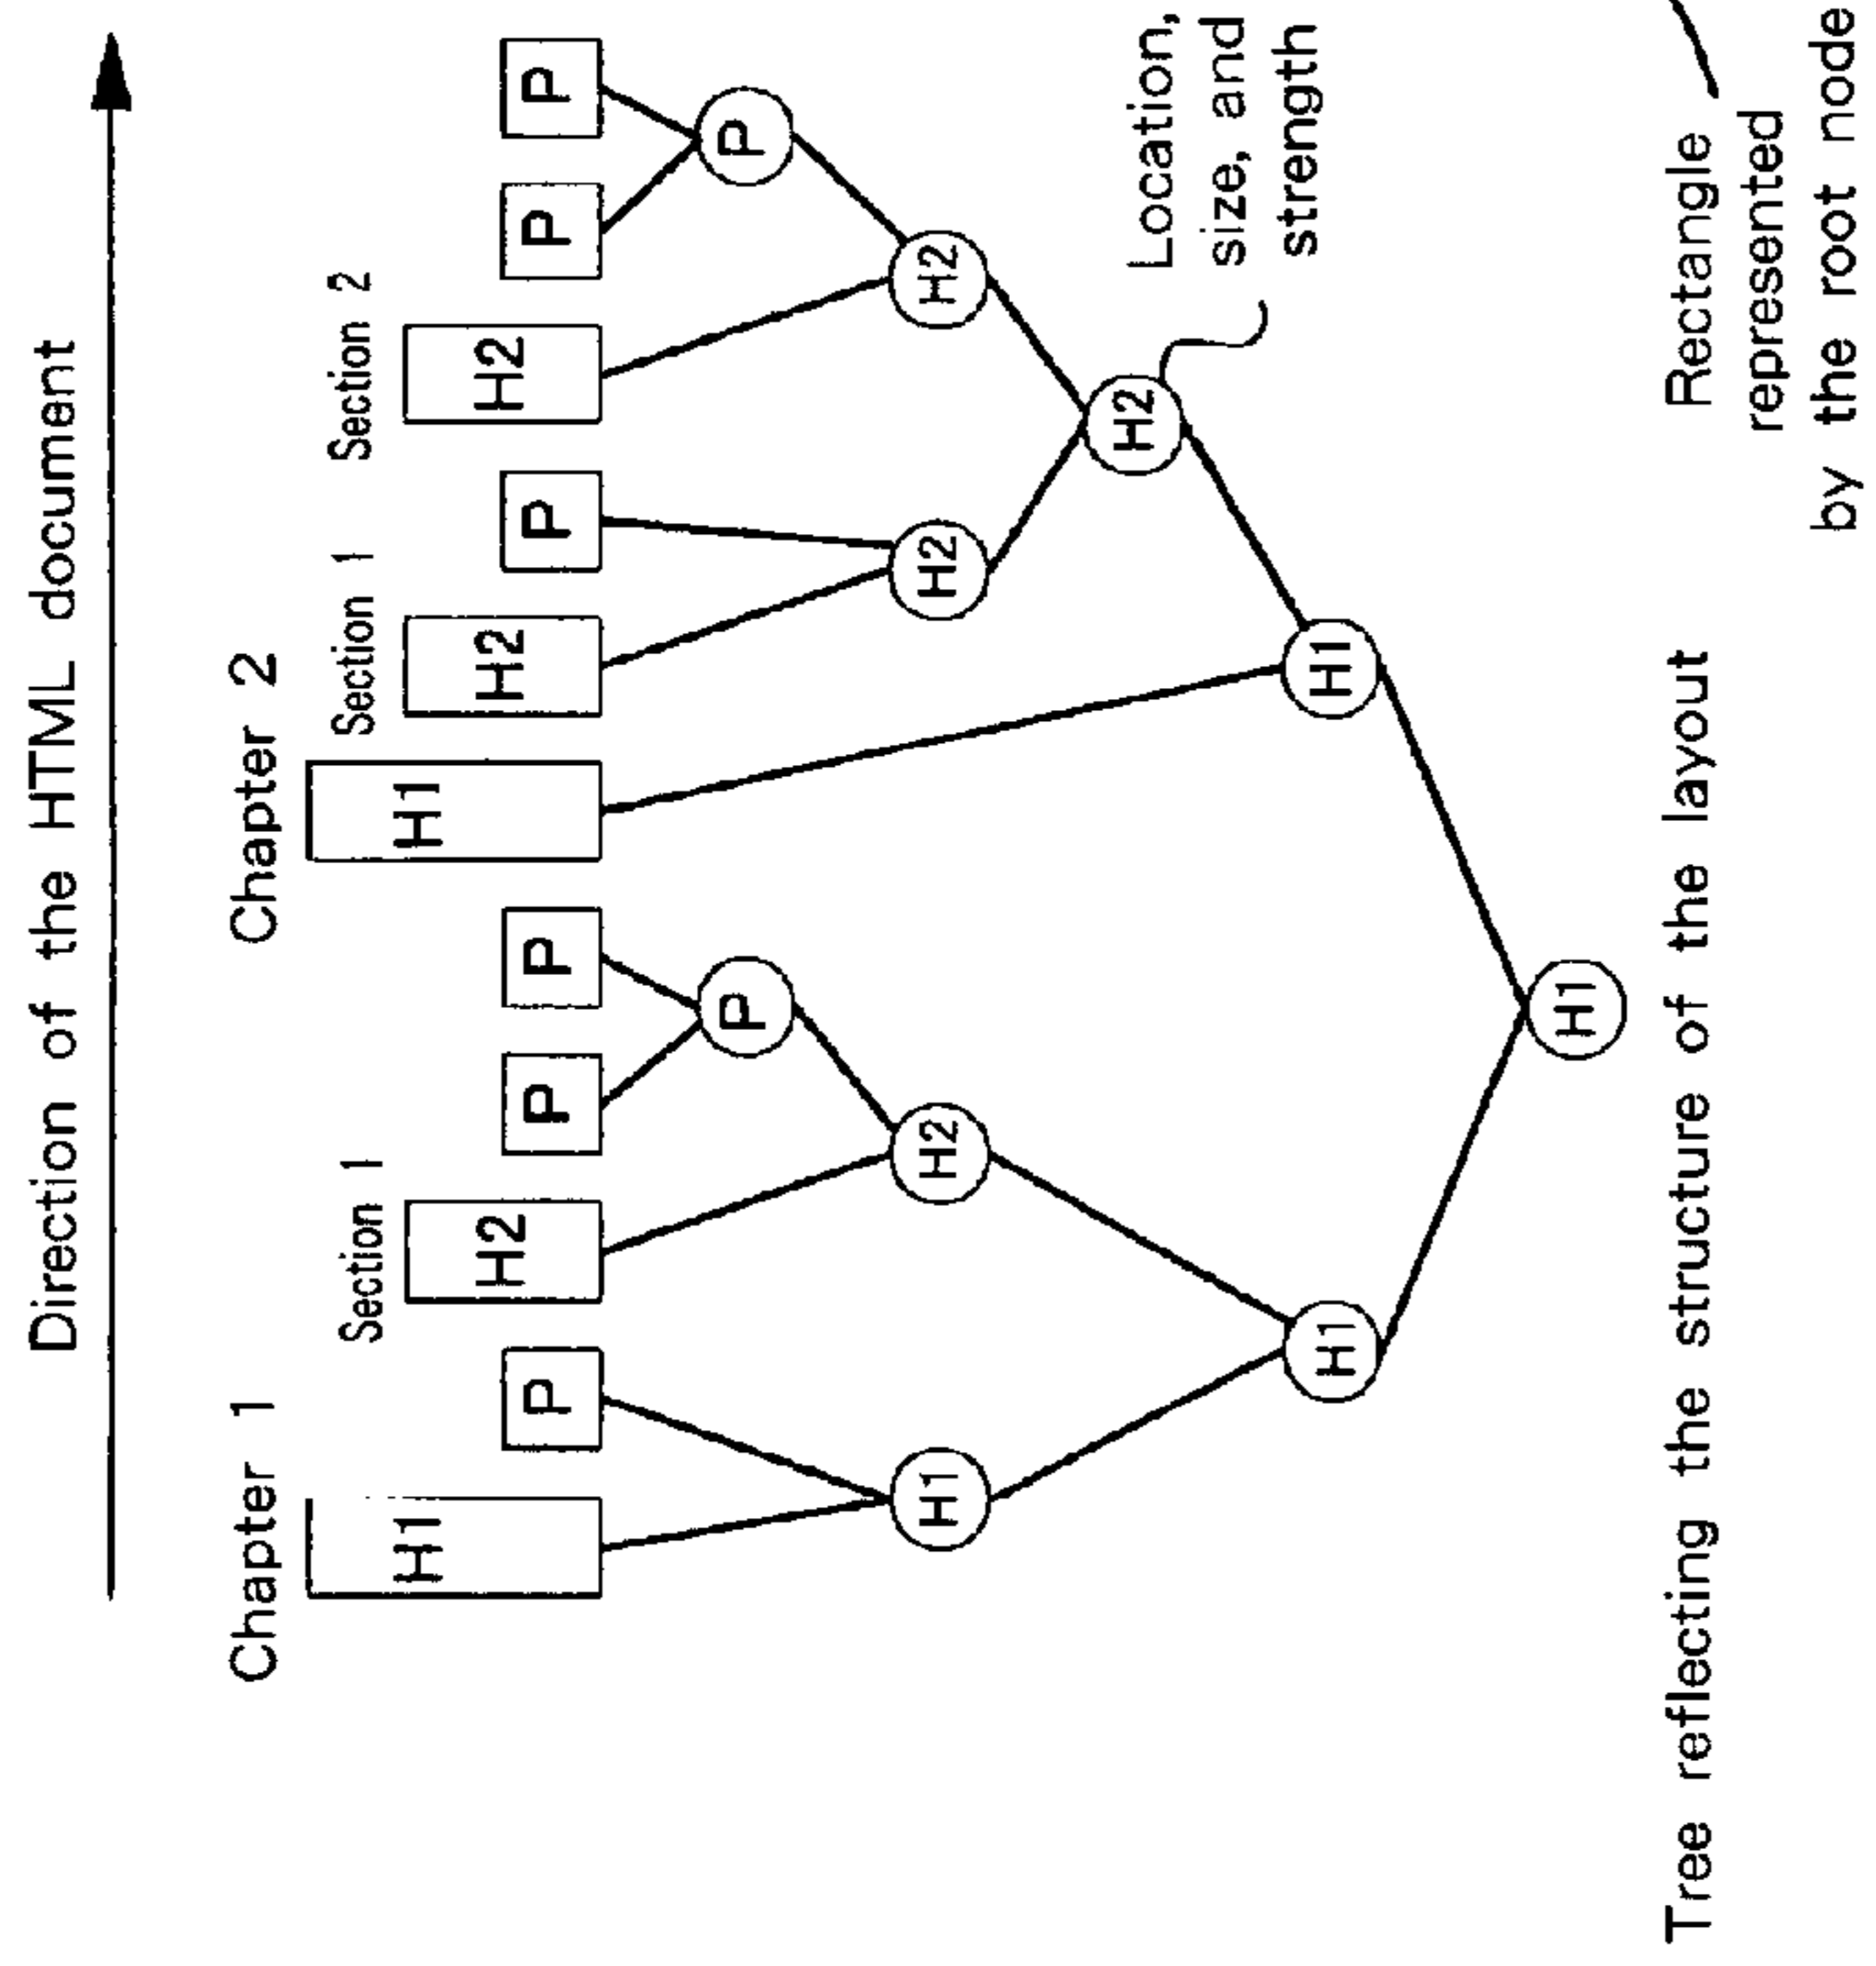 Direction of the HTML document
Chapter 1 Chapter 2
Section 1 Section 1 Section 2
H1 H1
H2 H2 H2
P P P P P P
P P
H1 H2 H2 H2
H2
Location,
size, and
strength
H1 H1
H1
Tree reflecting the structure of the layout
Rectangle
represented
by the root node